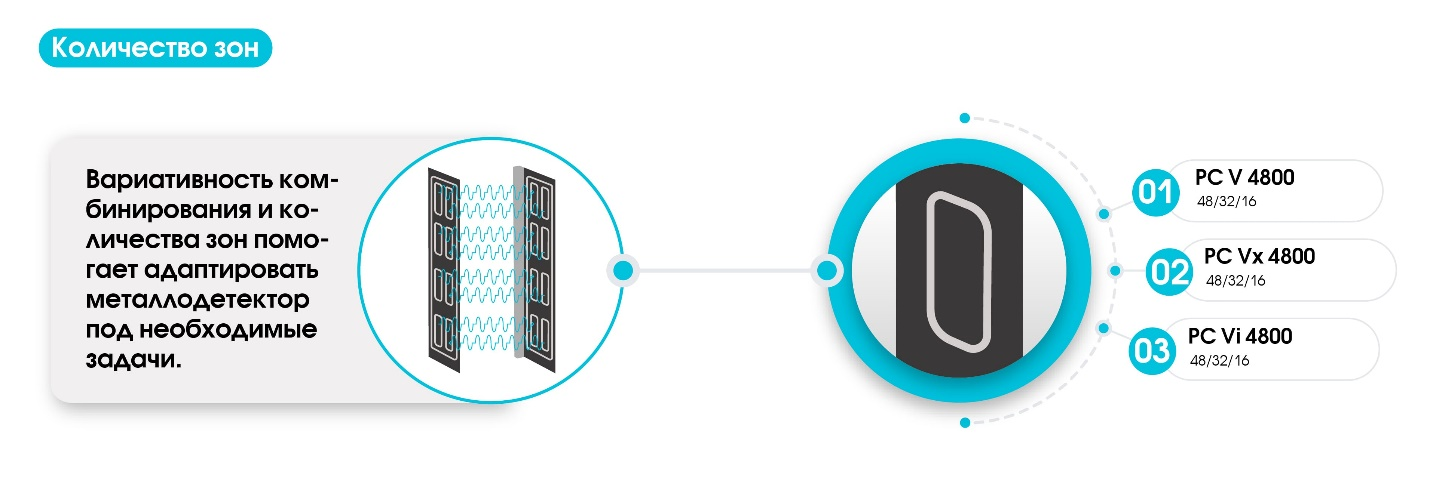 Количество зон
Вариативность ком-
бинирования и ко-
личества зон помо-
гает адаптировать
металлодетектор
под необходимые
задачи.
01
PC V 4800
48/32/16
02
PC Vx 4800
48/32/16
03
PC Vi 4800
48/32/16